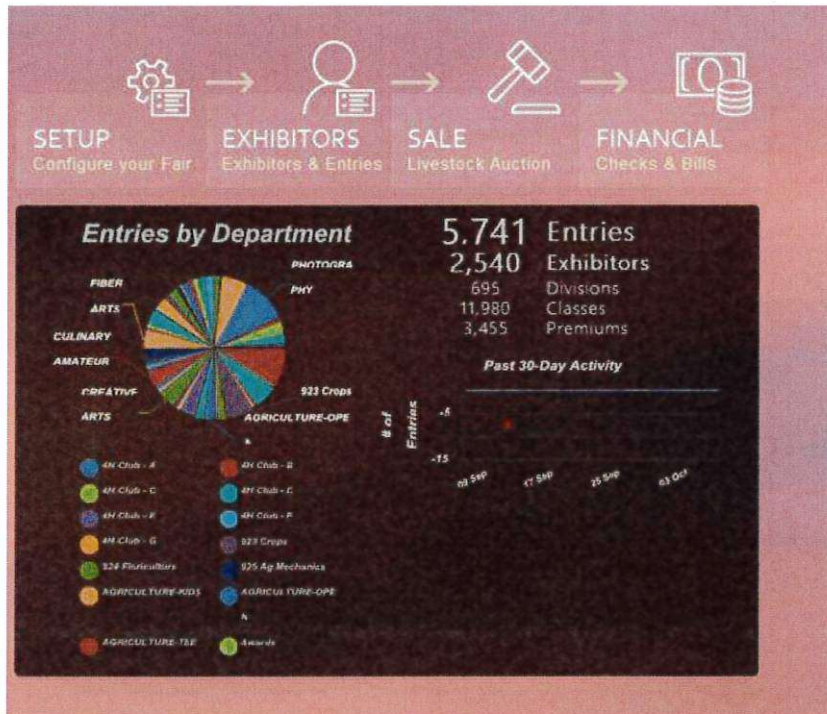 SETUP
Configure your Fair
EXHIBITORS
Exhibitors & Entries
SALE
Livestock Auction
FINANCIAL
Checks & Bills
Entries by Department
PHOTOGRA
PHY
FIBER
ARTS
CULINARY
AMATEUR
CREATIVE
ARTS
923 Crops
AGRICULTURE-OPE
N
4H Club - A
4H Club - B
4H Club - C
4H Club - E
4H Club - F
4H Club - G
923 Crops
924 Floriculture
925 Ag Mechanics
AGRICULTURE-KIDS
AGRICULTURE-OPE
N
AGRICULTURE-TEE
Awards
5,741 Entries
2,540 Exhibitors
695 Divisions
11,980 Classes
3,455 Premiums
Past 30-Day Activity
# of
Entries
-5
-15
09 Sep
17 Sep
25 Sep
03 Oct